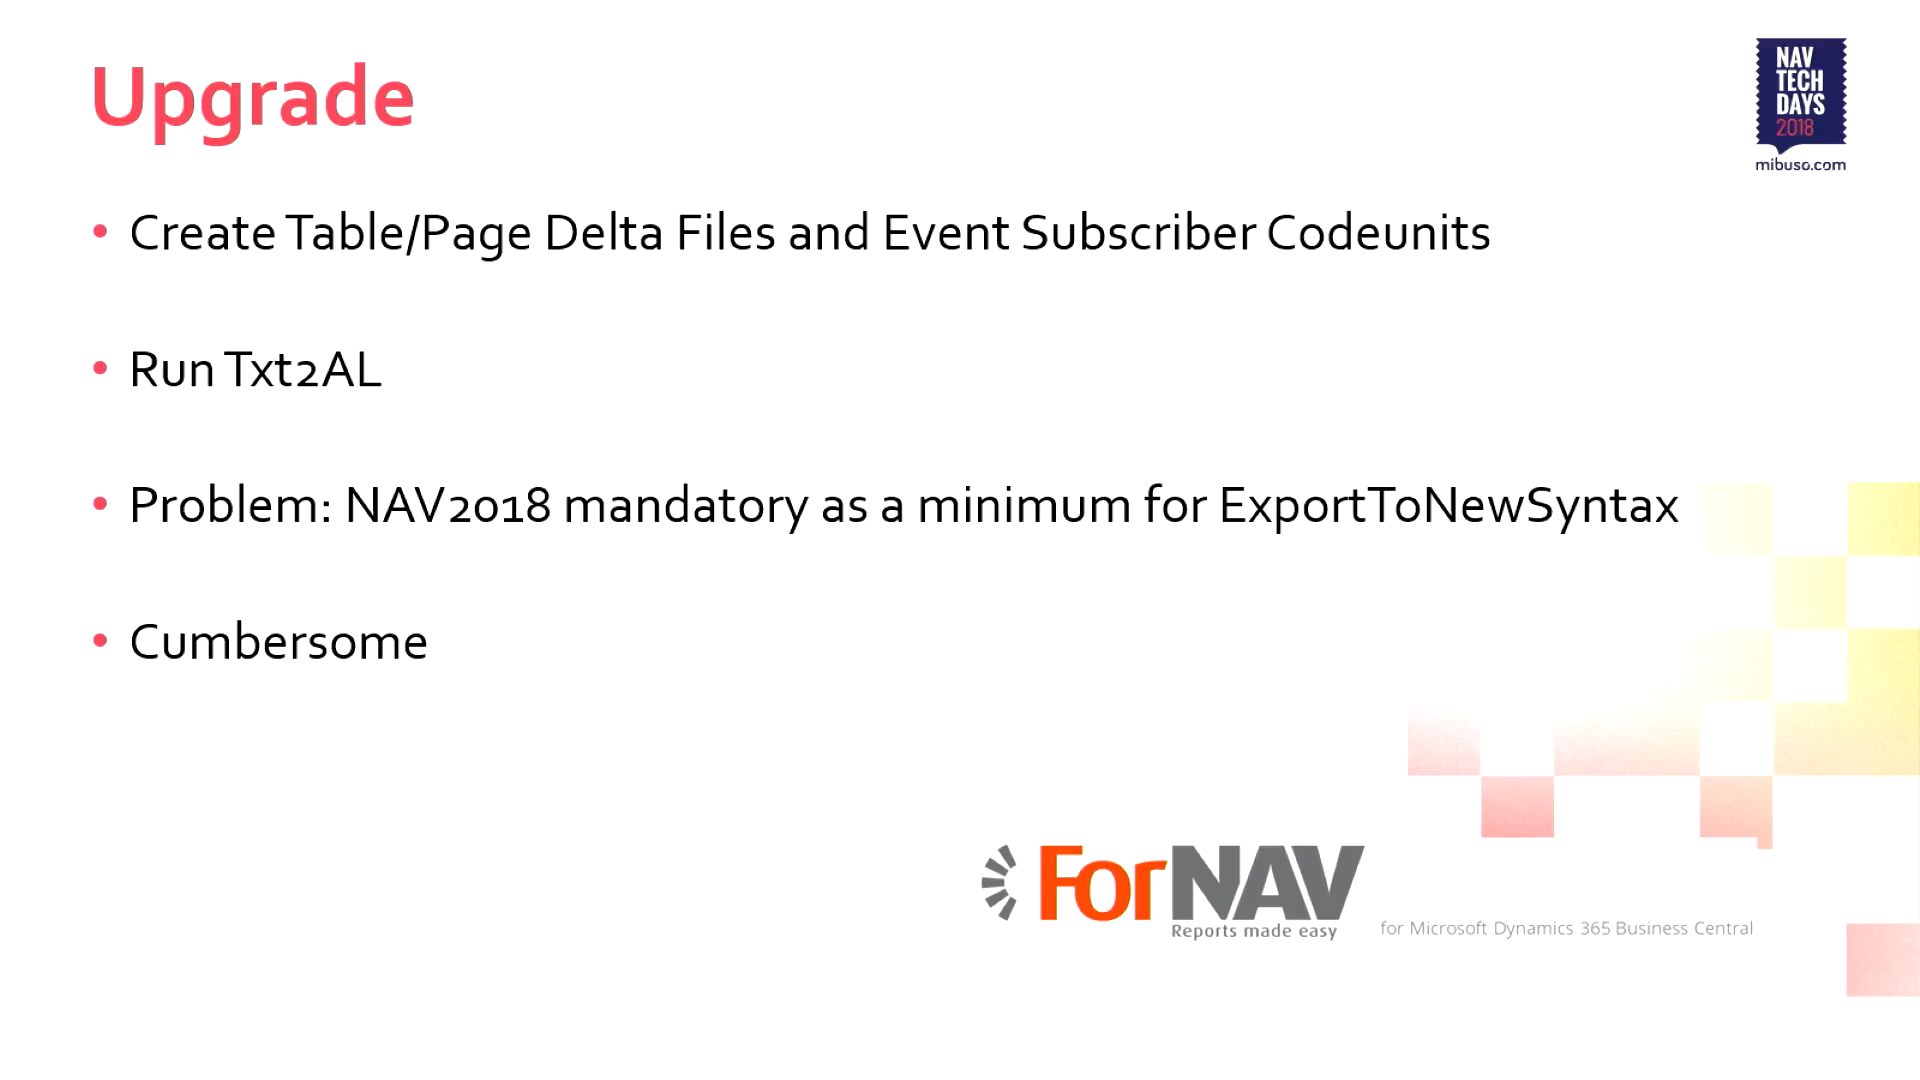 Upgrade
NAV
TECH
DAYS
2018
mibuso.com
• Create Table/Page Delta Files and Event Subscriber Codeunits
• Run Txt2AL
• Problem: NAV2018 mandatory as a minimum for ExportToNewSyntax
• Cumbersome
ForNAV
Reports made easy
for Microsoft Dynamics 365 Business Central